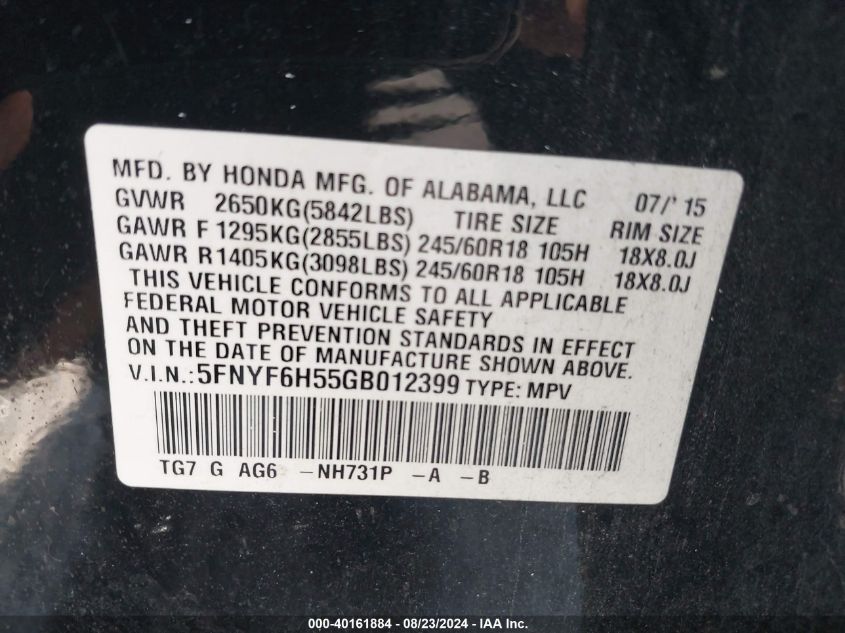 MFD. BY HONDA MFG. OF ALABAMA, LLC 07/' 15
GVWR 2650KG(5842LBS) TIRE SIZE RIM SIZE
GAWR F 1295KG(2855LBS) 245/60R18 105H 18X8.0J
GAWR R 1405KG(3098LBS) 245/60R18 105H 18X8.0J
THIS VEHICLE CONFORMS TO ALL APPLICABLE
FEDERAL MOTOR VEHICLE SAFETY
AND THEFT PREVENTION STANDARDS IN EFFECT
ON THE DATE OF MANUFACTURE SHOWN ABOVE.
V.I.N.:5FNYF6H55GB012399 TYPE: MPV
TG7 G AG6 -NH731P -A -B
000-40161884 - 08/23/2024 - IAA Inc.